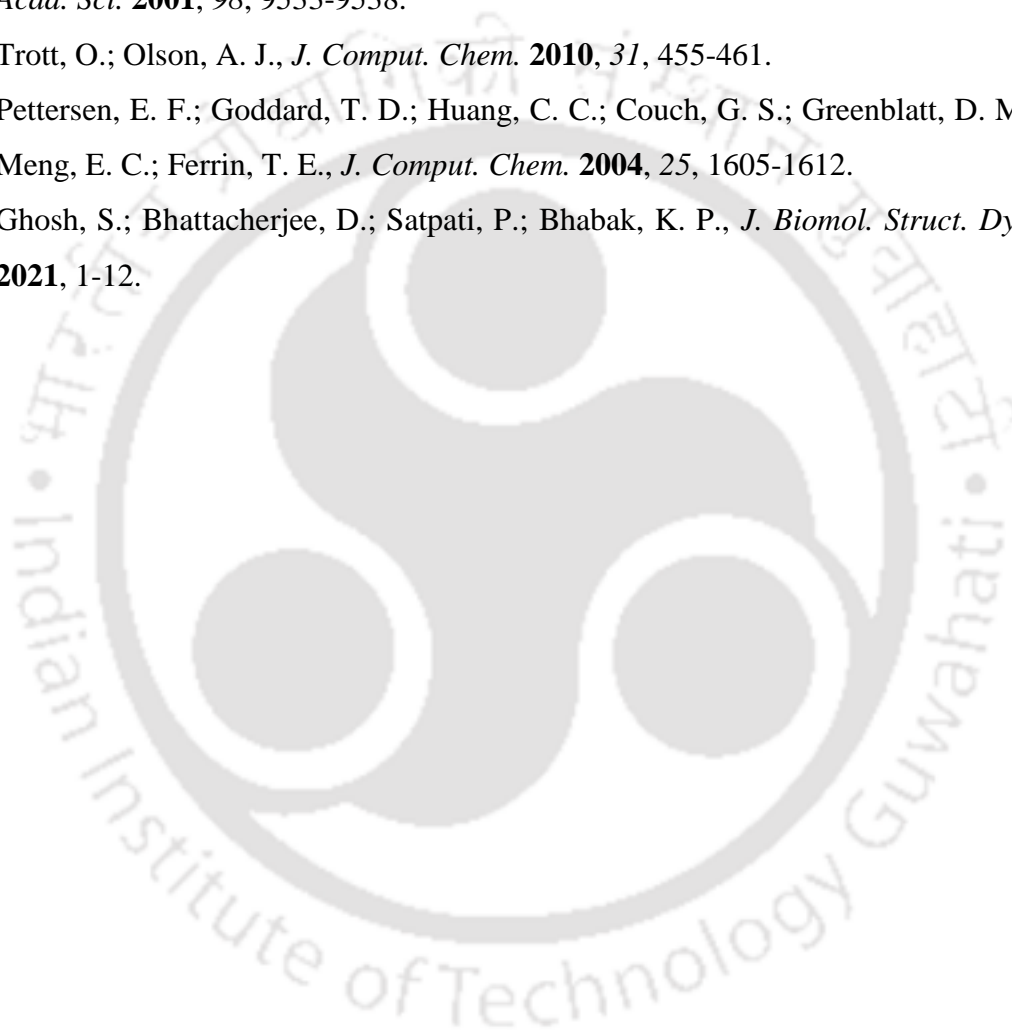 Acad. Sci. 2001, 98, 9533-9538.
Trott, O.; Olson, A. J., J. Comput. Chem. 2010, 31, 455-461.
Pettersen, E. F.; Goddard, T. D.; Huang, C. C.; Couch, G. S.; Greenblatt, D. M
Meng, E. C.; Ferrin, T. E., J. Comput. Chem. 2004, 25, 1605-1612.
Ghosh, S.; Bhattacherjee, D.; Satpati, P.; Bhabak, K. P., J. Biomol. Struct. Dy
2021, 1-12.
Indian Institute of Technology Guwahati